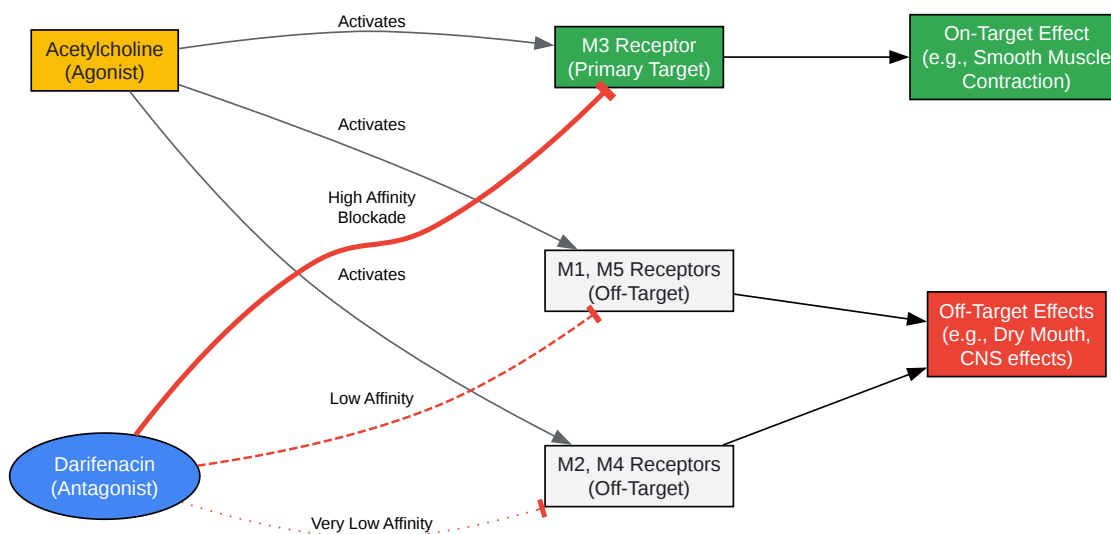 Activates
Acetylcholine
(Agonist)
M3 Receptor
(Primary Target)
On-Target Effect
(e.g., Smooth Muscle
Contraction)
Activates
High Affinity
Blockade
Activates
M1, M5 Receptors
(Off-Target)
Off-Target Effects
(e.g., Dry Mouth,
CNS effects)
Low Affinity
Darifenacin
(Antagonist)
M2, M4 Receptors
(Off-Target)
Very Low Affinity